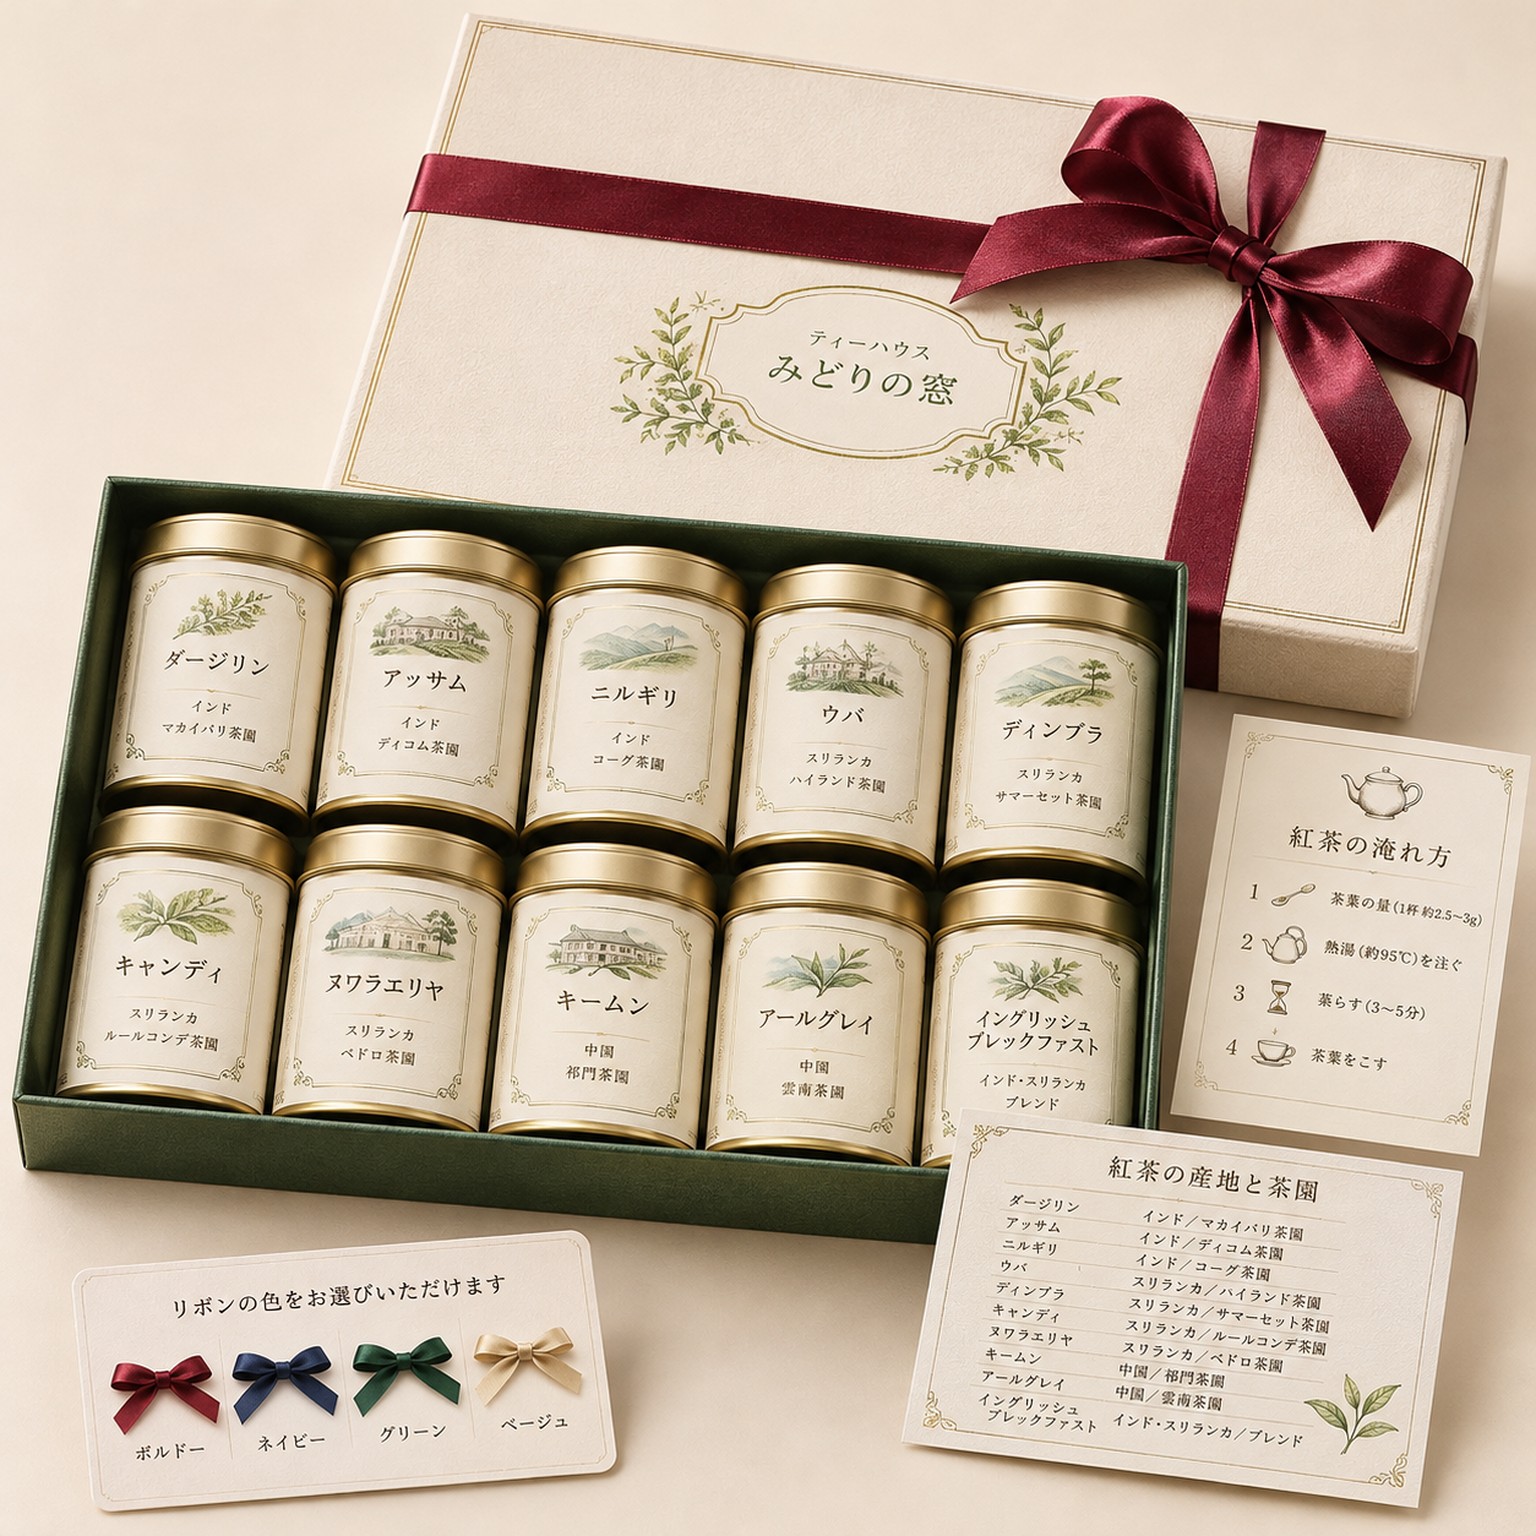 ティーハウス
みどりの窓
ダージリン
インド
マカイバリ茶園
アッサム
インド
ディコム茶園
ニルギリ
インド
コーグ茶園
ウバ
スリランカ
ハイランド茶園
ディンブラ
スリランカ
サマーセット茶園
キャンディ
スリランカ
ルールコンデ茶園
ヌワラエリヤ
スリランカ
ペドロ茶園
キームン
中国
祁門茶園
アールグレイ
中国
雲南茶園
イングリッシュ
ブレックファスト
インド・スリランカ
ブレンド
紅茶の淹れ方
1 茶葉の量(1杯 約2.5〜3g)
2 熱湯(約95℃)を注ぐ
3 蒸らす(3〜5分)
4 茶葉をこす
紅茶の産地と茶園
ダージリン インド/マカイバリ茶園
アッサム インド/ディコム茶園
ニルギリ インド/コーグ茶園
ウバ スリランカ/ハイランド茶園
ディンブラ スリランカ/サマーセット茶園
キャンディ スリランカ/ルールコンデ茶園
ヌワラエリヤ スリランカ/ペドロ茶園
キームン 中国/祁門茶園
アールグレイ 中国/雲南茶園
イングリッシュ
ブレックファスト インド・スリランカ/ブレンド
リボンの色をお選びいただけます
ボルドー
ネイビー
グリーン
ベージュ